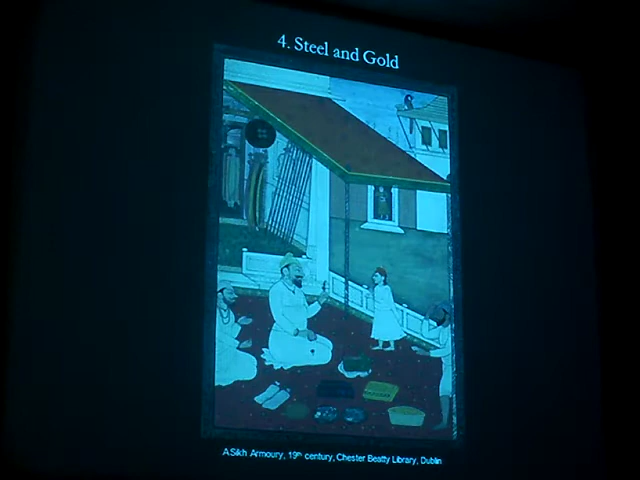 4. Steel and Gold
A Sikh Armoury, 19th century, Chester Beatty Library, Dublin